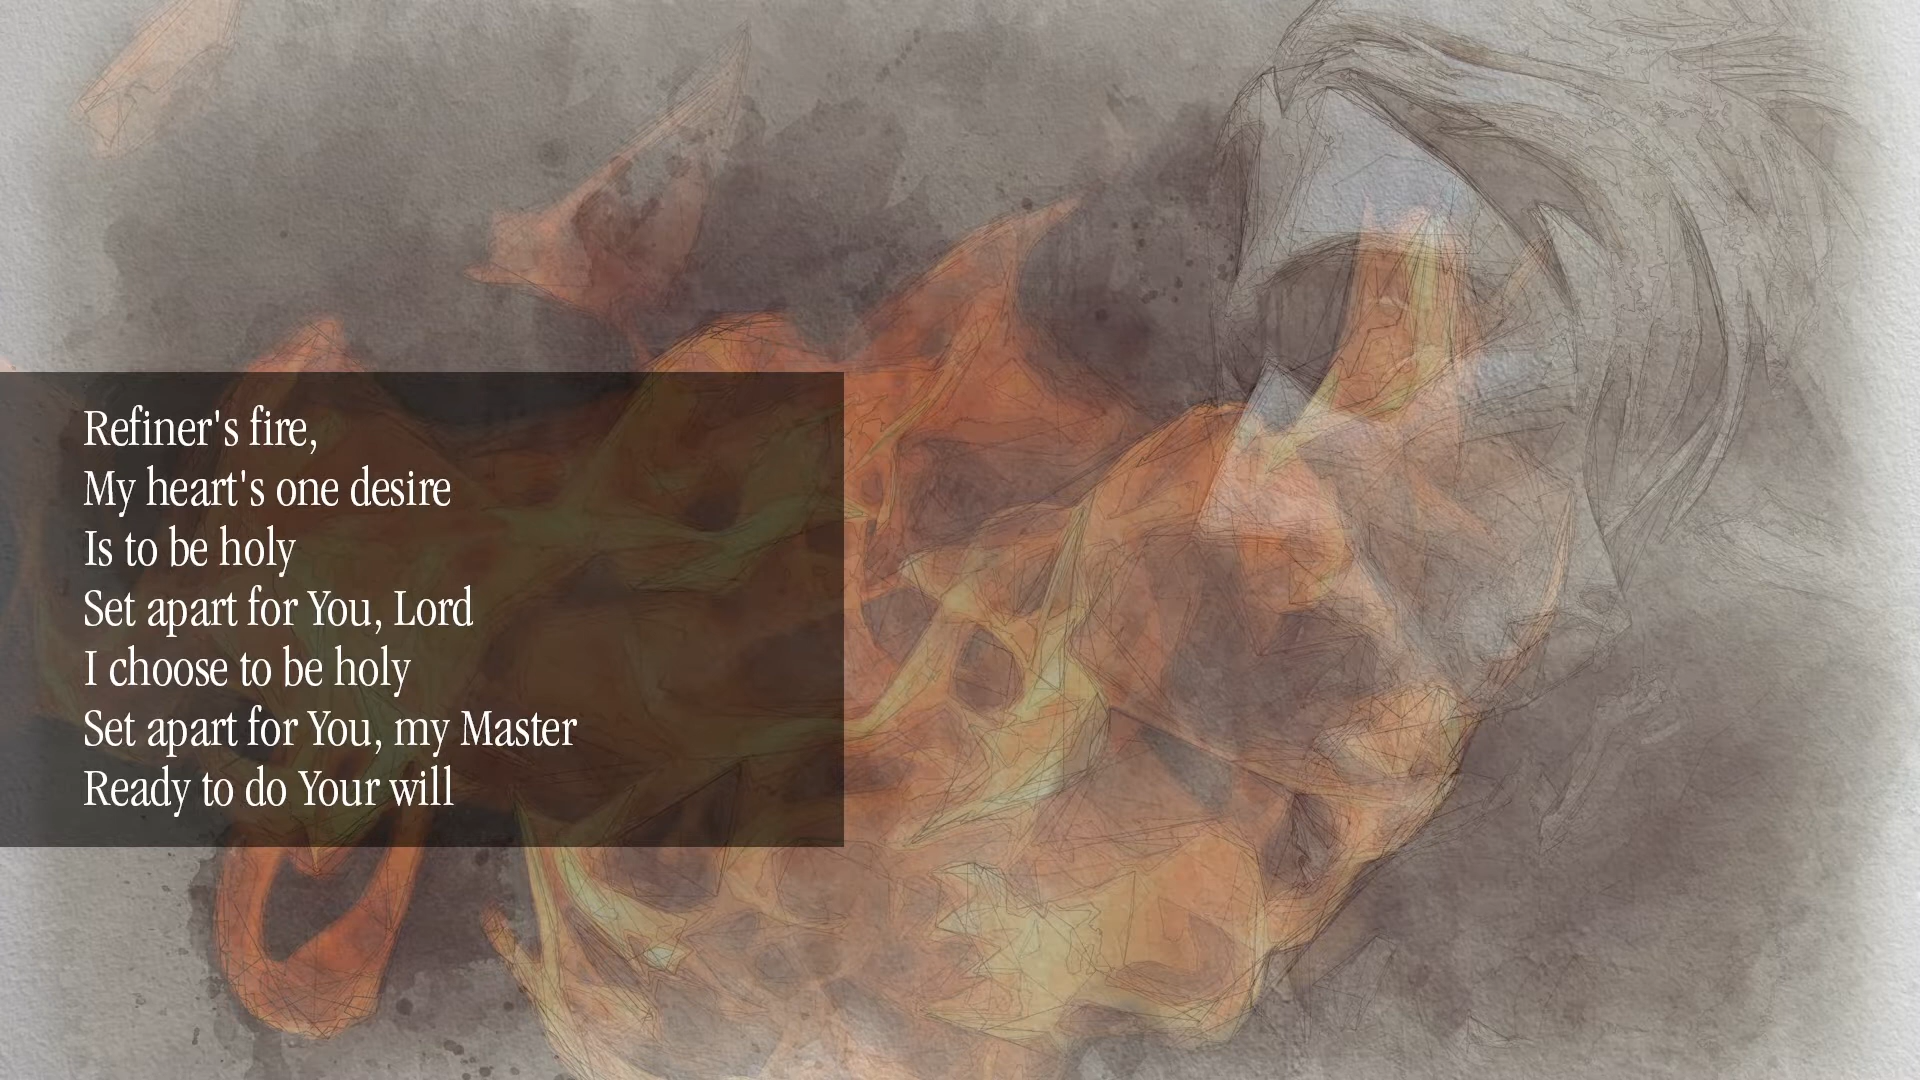 Refiner's fire,
My heart's one desire
Is to be holy
Set apart for You, Lord
I choose to be holy
Set apart for You, my Master
Ready to do Your will